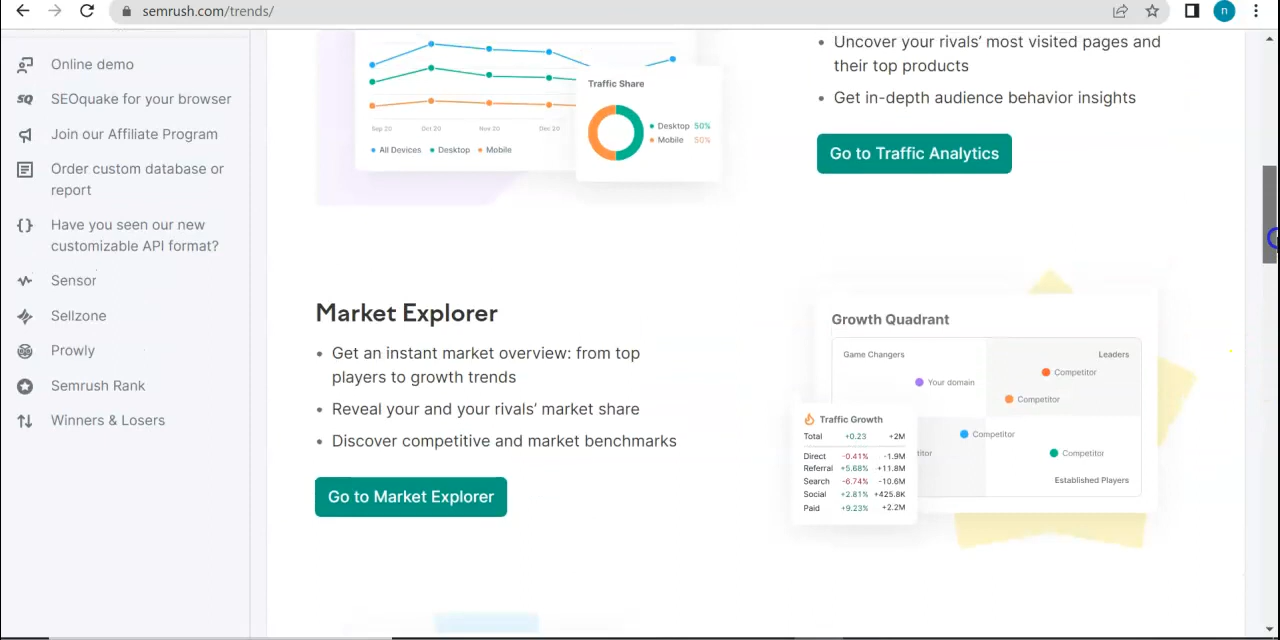 semrush.com/trends/
n
Online demo
SEOquake for your browser
Join our Affiliate Program
Order custom database or
report
Have you seen our new
customizable API format?
Sensor
Sellzone
Prowly
Semrush Rank
Winners & Losers
Traffic Share
Desktop 50%
Mobile 50%
Sep 20 Oct 20 Nov 20 Dec 20
All Devices Desktop Mobile
• Uncover your rivals' most visited pages and
their top products
• Get in-depth audience behavior insights
Go to Traffic Analytics
Market Explorer
• Get an instant market overview: from top
players to growth trends
• Reveal your and your rivals' market share
• Discover competitive and market benchmarks
Go to Market Explorer
Growth Quadrant
Game Changers Leaders
Competitor
Your domain
Competitor
Competitor
Competitor
Established Players
Traffic Growth
Total +0.23 +2M
Direct -0.41% -1.9M
Referral +5.68% +11.8M
Search -6.74% -10.6M
Social +2.81% +425.8K
Paid +9.23% +2.2M